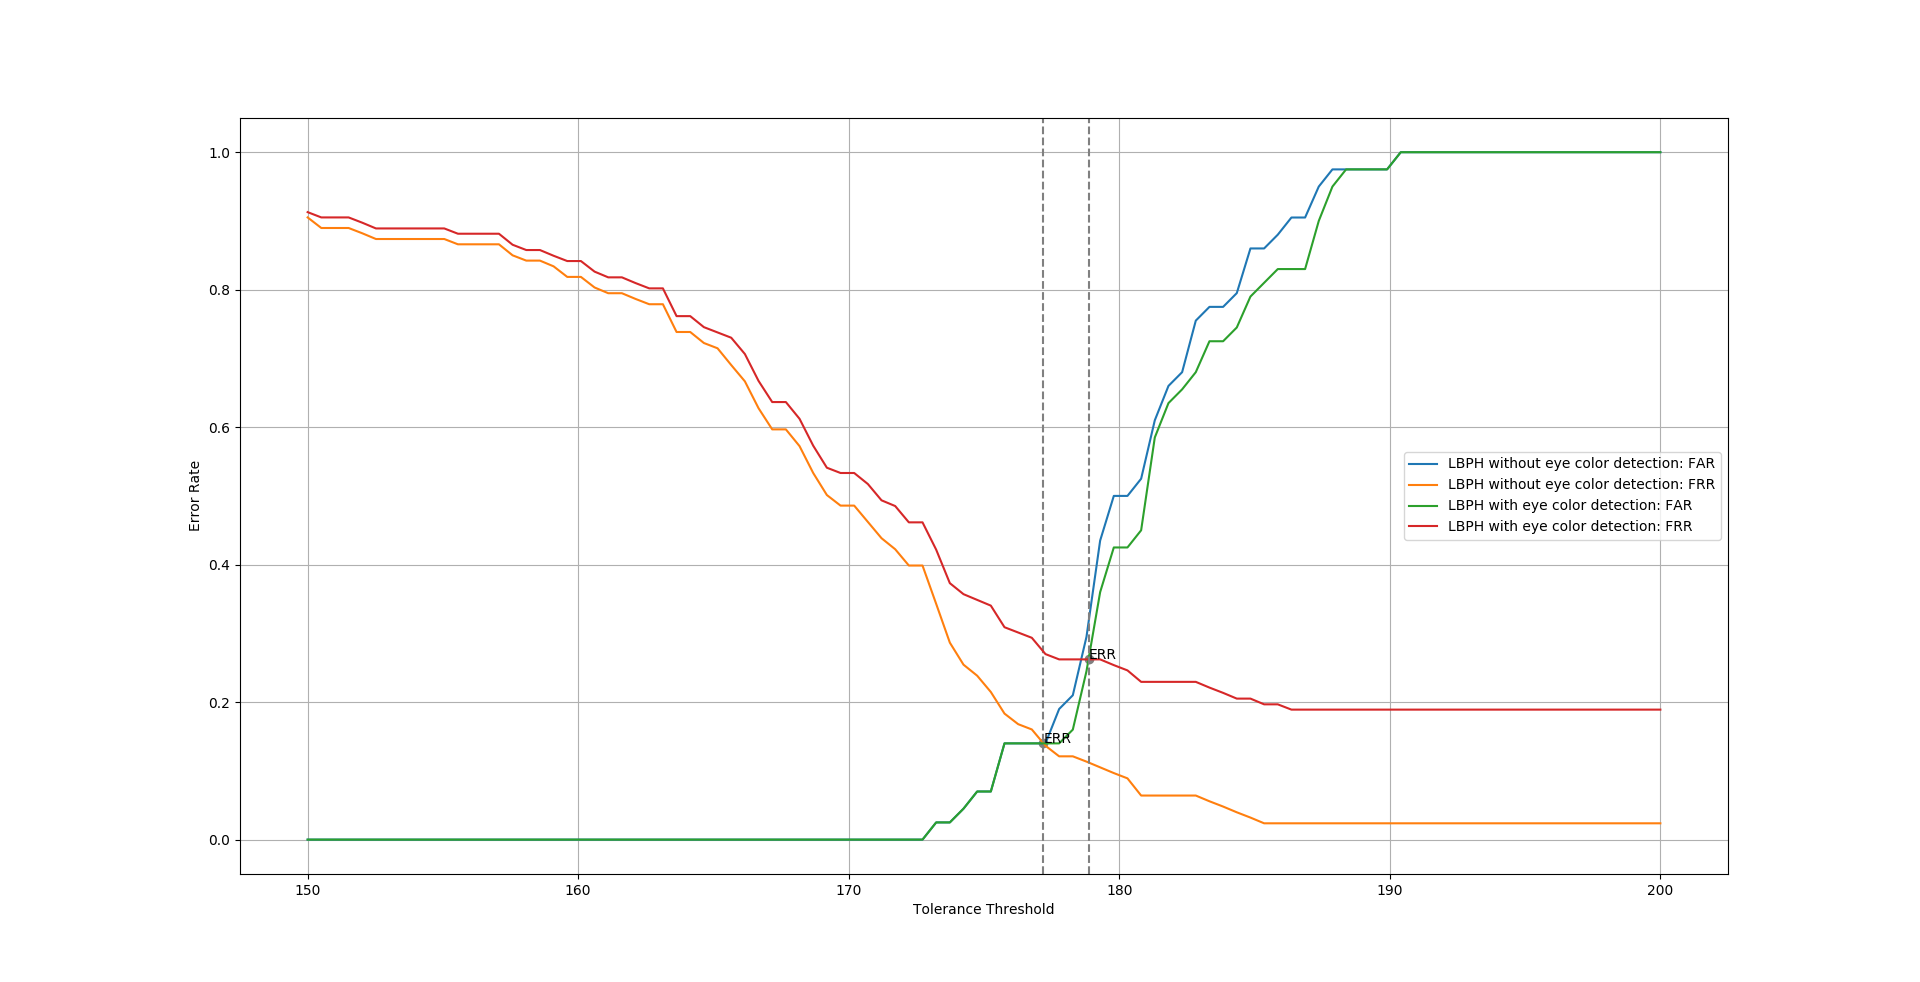 1.0
0.8
0.6
0.4
0.2
0.0
Error Rate
ERR
ERR
LBPH without eye color detection: FAR
LBPH without eye color detection: FRR
LBPH with eye color detection: FAR
LBPH with eye color detection: FRR
150 160 170 180 190 200
Tolerance Threshold